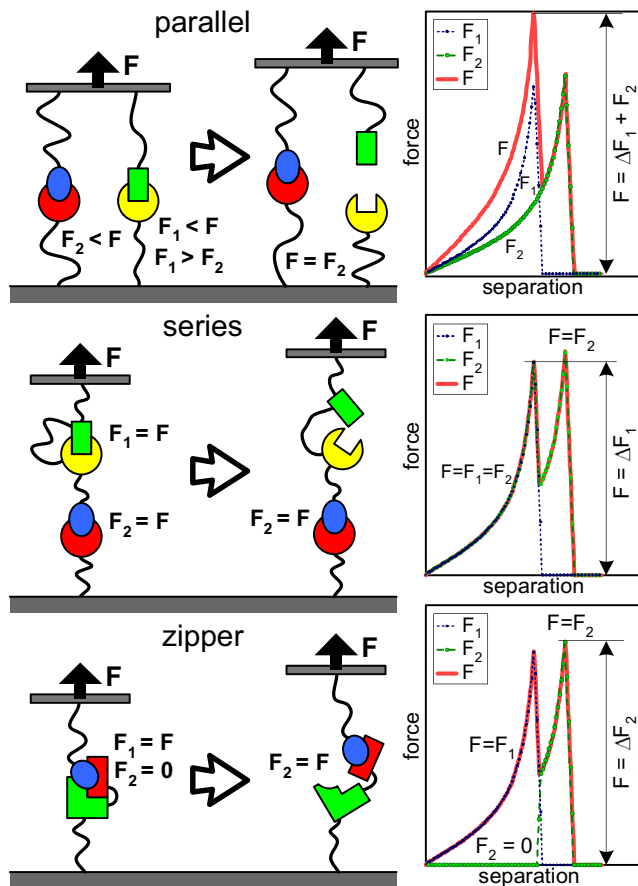 parallel
F
F
F₂ < F
F₁ < F
F₁ > F₂
F = F₂
F₁
F₂
F
F
F₁
F₂
force
separation
F = ΔF₁ + F₂
series
F
F
F₁ = F
F₂ = F
F₂ = F
F₁
F₂
F
F=F₂
F=F₁=F₂
force
separation
F = ΔF₁
zipper
F
F
F₁ = F
F₂ = 0
F₂ = F
F₁
F₂
F
F=F₂
F=F₁
F₂ = 0
force
separation
F = ΔF₂